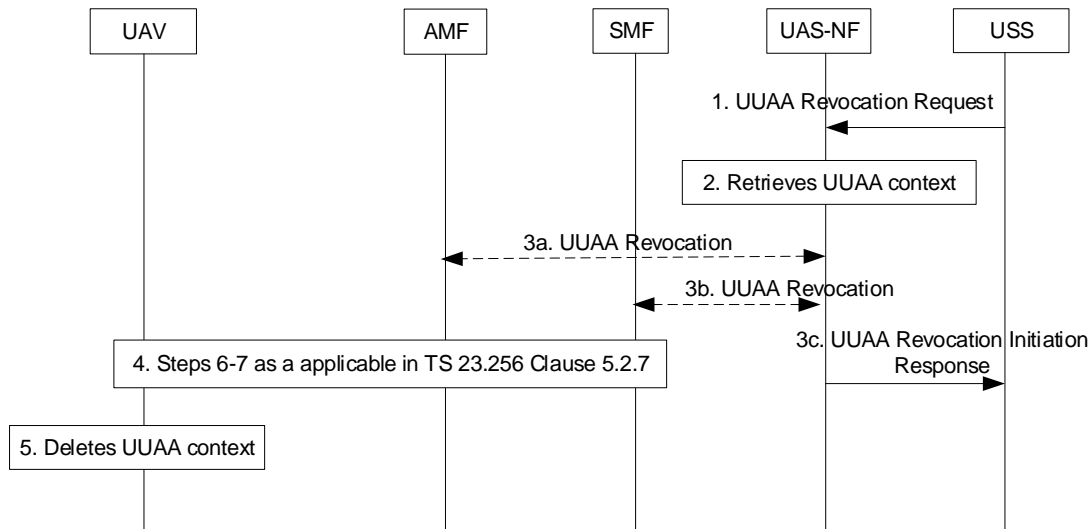 UAV
AMF
SMF
UAS-NF
USS
1. UUAA Revocation Request
2. Retrieves UUAA context
3a. UUAA Revocation
3b. UUAA Revocation
3c. UUAA Revocation Initiation
Response
4. Steps 6-7 as a applicable in TS 23.256 Clause 5.2.7
5. Deletes UUAA context